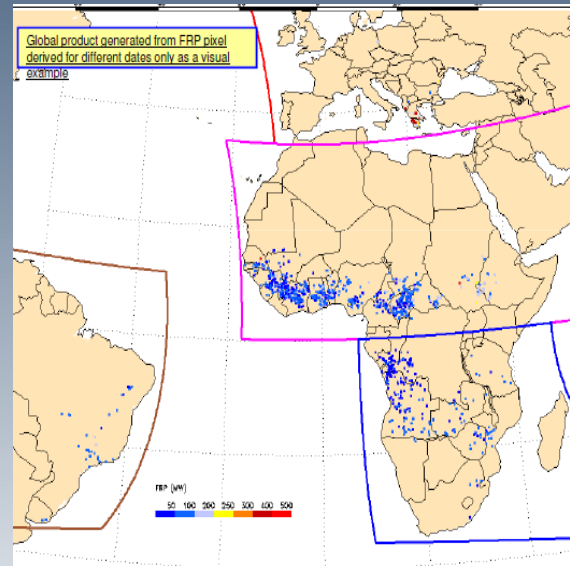 Global product generated from FRP pixel
derived for different dates only as a visual
example
FRP (MW)
50 100 200 250 300 400 500